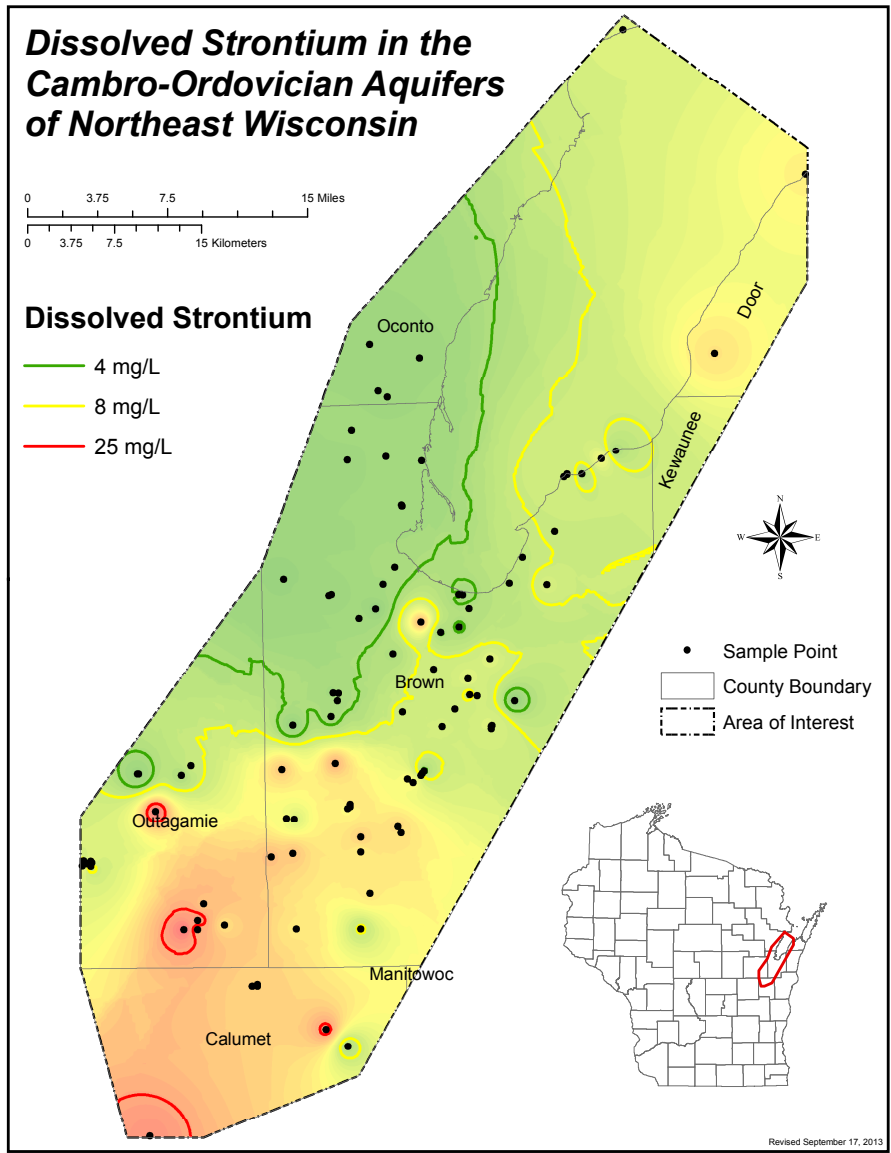 Dissolved Strontium in the
Cambro-Ordovician Aquifers
of Northeast Wisconsin
0 3.75 7.5 15 Miles
0 3.75 7.5 15 Kilometers
Dissolved Strontium
4 mg/L
8 mg/L
25 mg/L
Oconto
Door
Kewaunee
N
W E
S
Brown
Sample Point
County Boundary
Area of Interest
Outagamie
Manitowoc
Calumet
Revised September 17, 2013